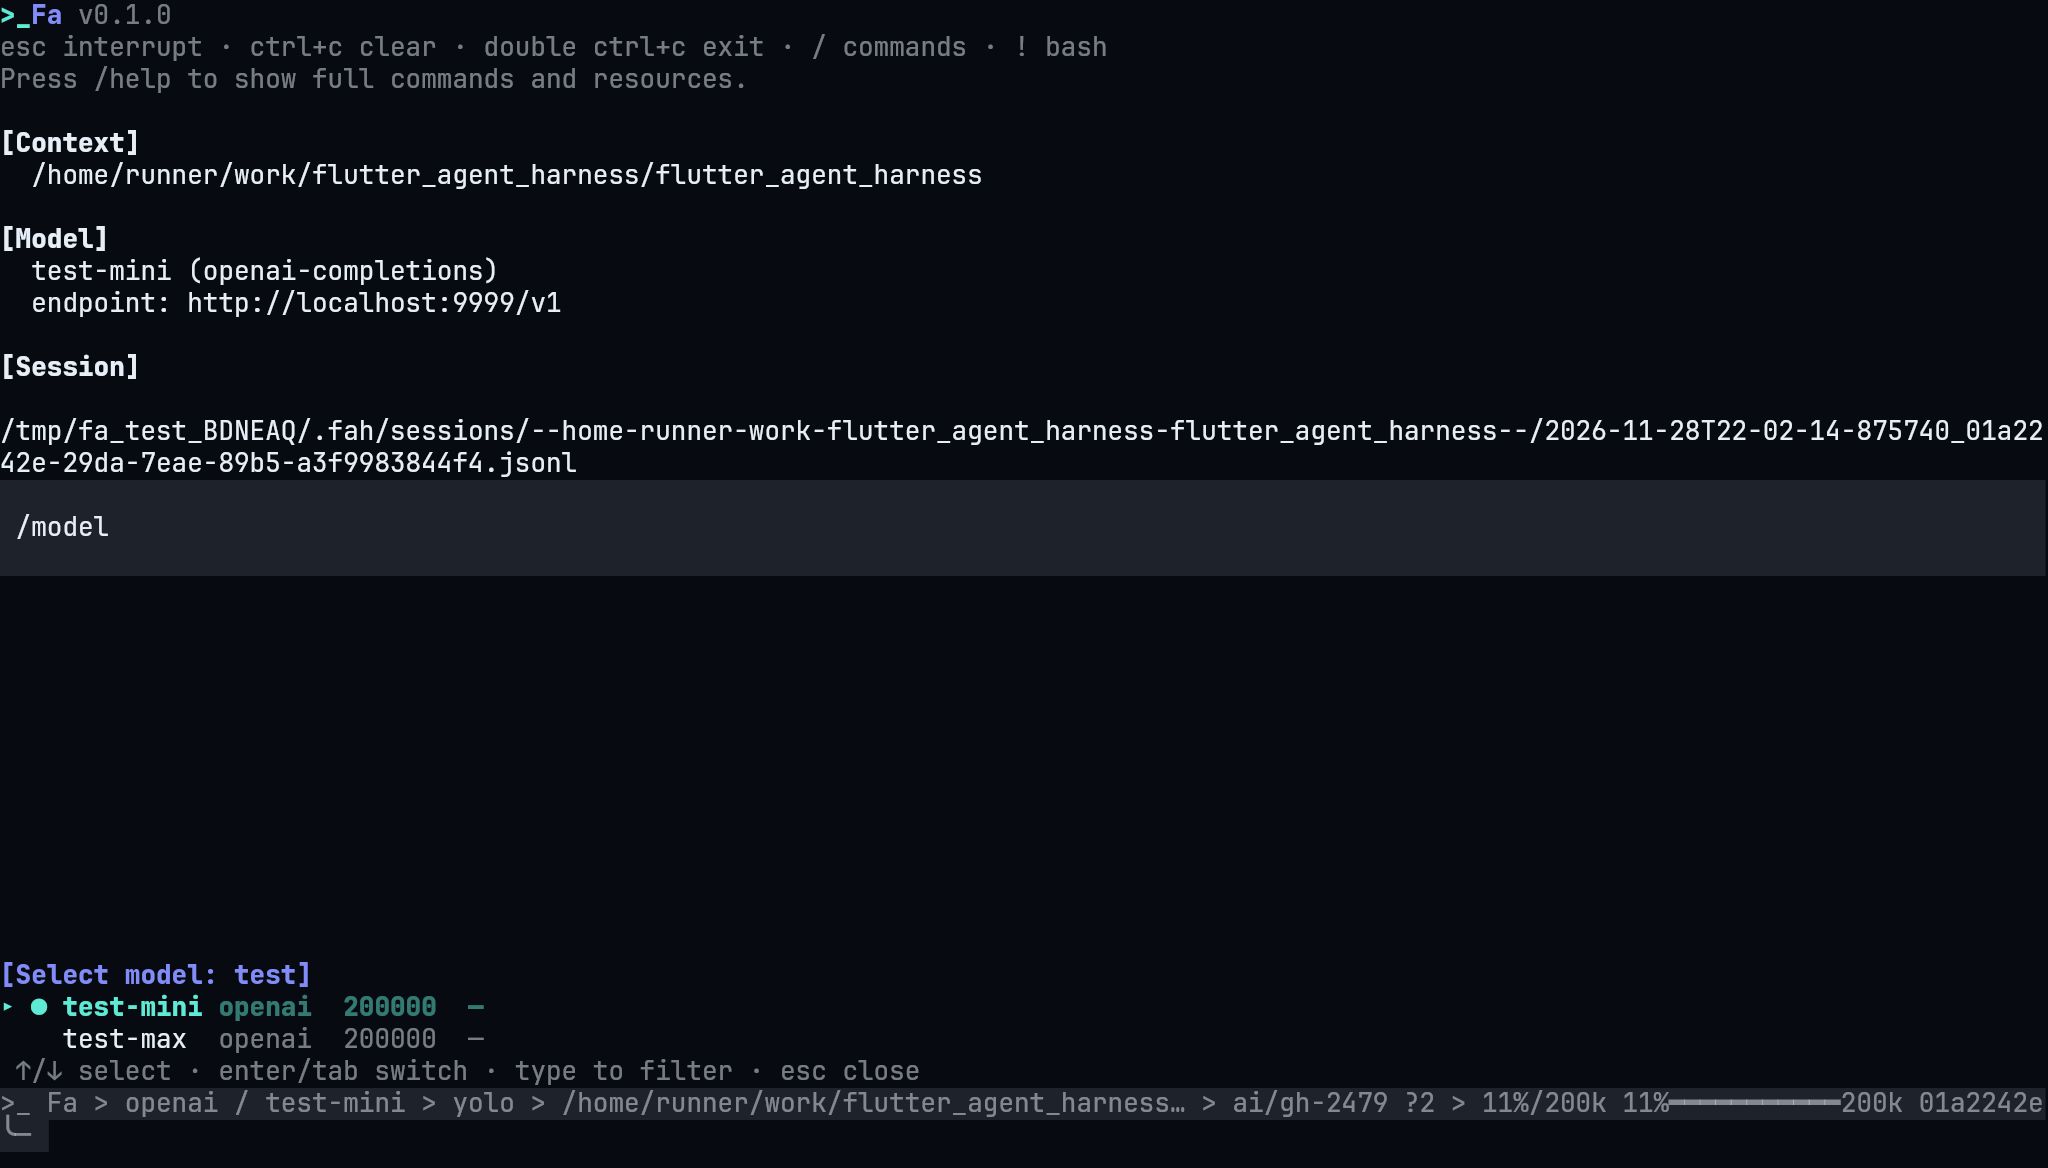 >_Fa v0.1.0
esc interrupt · ctrl+c clear · double ctrl+c exit · / commands · ! bash
Press /help to show full commands and resources.
[Context]
/home/runner/work/flutter_agent_harness/flutter_agent_harness
[Model]
test-mini (openai-completions)
endpoint: http://localhost:9999/v1
[Session]
/tmp/fa_test_BDNEAQ/.fah/sessions/--home-runner-work-flutter_agent_harness-flutter_agent_harness--/2026-11-28T22-02-14-875740_01a22
42e-29da-7eae-89b5-a3f9983844f4.jsonl
/model
[Select model: test]
▸ ● test-mini openai 200000 —
test-max openai 200000 —
↑/↓ select · enter/tab switch · type to filter · esc close
>_ Fa > openai / test-mini > yolo > /home/runner/work/flutter_agent_harness… > ai/gh-2479 ?2 > 11%/200k 11%━━━━━━━━━━━200k 01a2242e
╰─